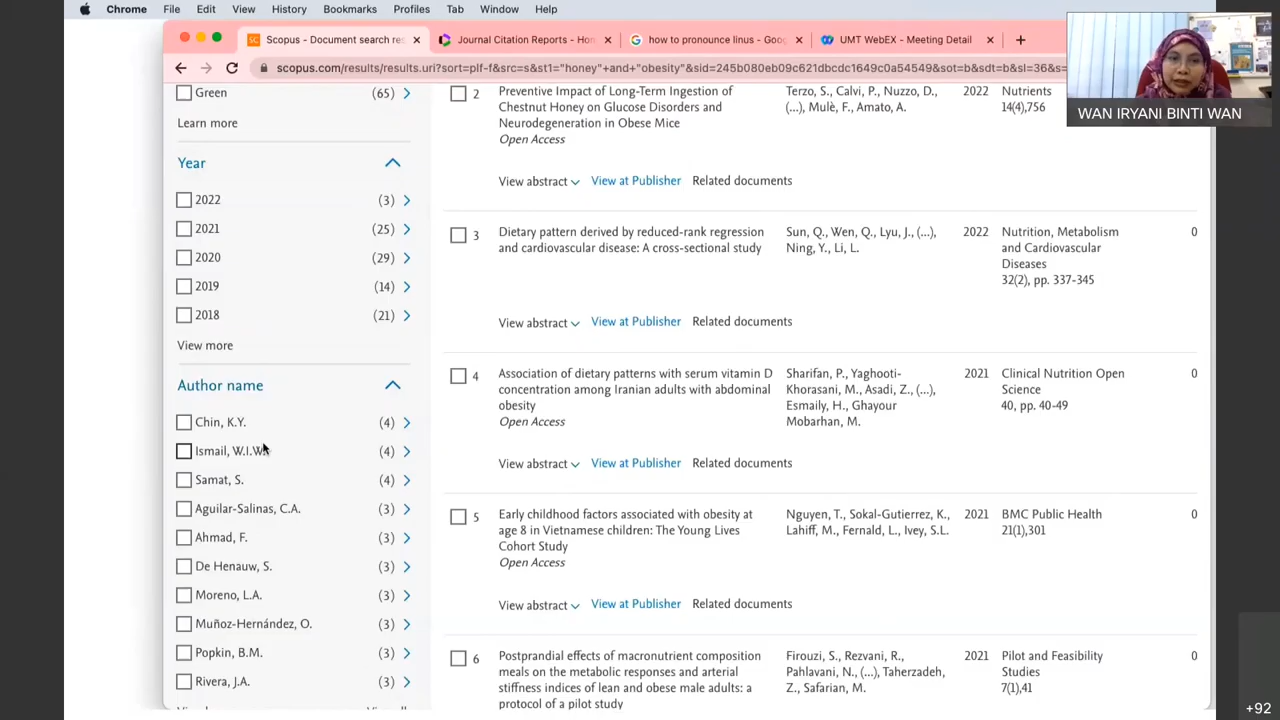 Chrome File Edit View History Bookmarks Profiles Tab Window Help
Scopus - Document search re
Journal o
how to pronounce linus - Goo
UMT WebEX - Meeting Detail
WAN IRYANI BINTI WAN
Green (65)
Learn more
Year
2022 (3)
2021 (25)
2020 (29)
2019 (14)
2018 (21)
View more
Author name
Chin, K.Y. (4)
Ismail, W.I.W. (4)
Samat, S. (4)
Aguilar-Salinas, C.A. (3)
Ahmad, F. (3)
De Henauw, S. (3)
Moreno, L.A. (3)
Muñoz-Hernández, O. (3)
Popkin, B.M. (3)
Rivera, J.A. (3)
2 Preventive Impact of Long-Term Ingestion of Terzo, S., Calvi, P., Nuzzo, D., 2022 Nutrients
Chestnut Honey on Glucose Disorders and (...), Mulè, F., Amato, A. 14(4),756
Neurodegeneration in Obese Mice
Open Access
View abstract View at Publisher Related documents
3 Dietary pattern derived by reduced-rank regression Sun, Q., Wen, Q., Lyu, J., (...), 2022 Nutrition, Metabolism 0
and cardiovascular disease: A cross-sectional study Ning, Y., Li, L. and Cardiovascular
Diseases
32(2), pp. 337-345
View abstract View at Publisher Related documents
4 Association of dietary patterns with serum vitamin D Sharifan, P., Yaghooti- 2021 Clinical Nutrition Open 0
concentration among Iranian adults with abdominal Khorasani, M., Asadi, Z., (...), Science
obesity Esmaily, H., Ghayour 40, pp. 40-49
Open Access Mobarhan, M.
View abstract View at Publisher Related documents
5 Early childhood factors associated with obesity at Nguyen, T., Sokal-Gutierrez, K., 2021 BMC Public Health 0
age 8 in Vietnamese children: The Young Lives Lahiff, M., Fernald, L., Ivey, S.L. 21(1),301
Cohort Study
Open Access
View abstract View at Publisher Related documents
6 Postprandial effects of macronutrient composition Firouzi, S., Rezvani, R., 2021 Pilot and Feasibility 0
meals on the metabolic responses and arterial Pahlavani, N., (...), Taherzadeh, Studies
stiffness indices of lean and obese male adults: a Z., Safarian, M. 7(1),41
protocol of a pilot study
+92